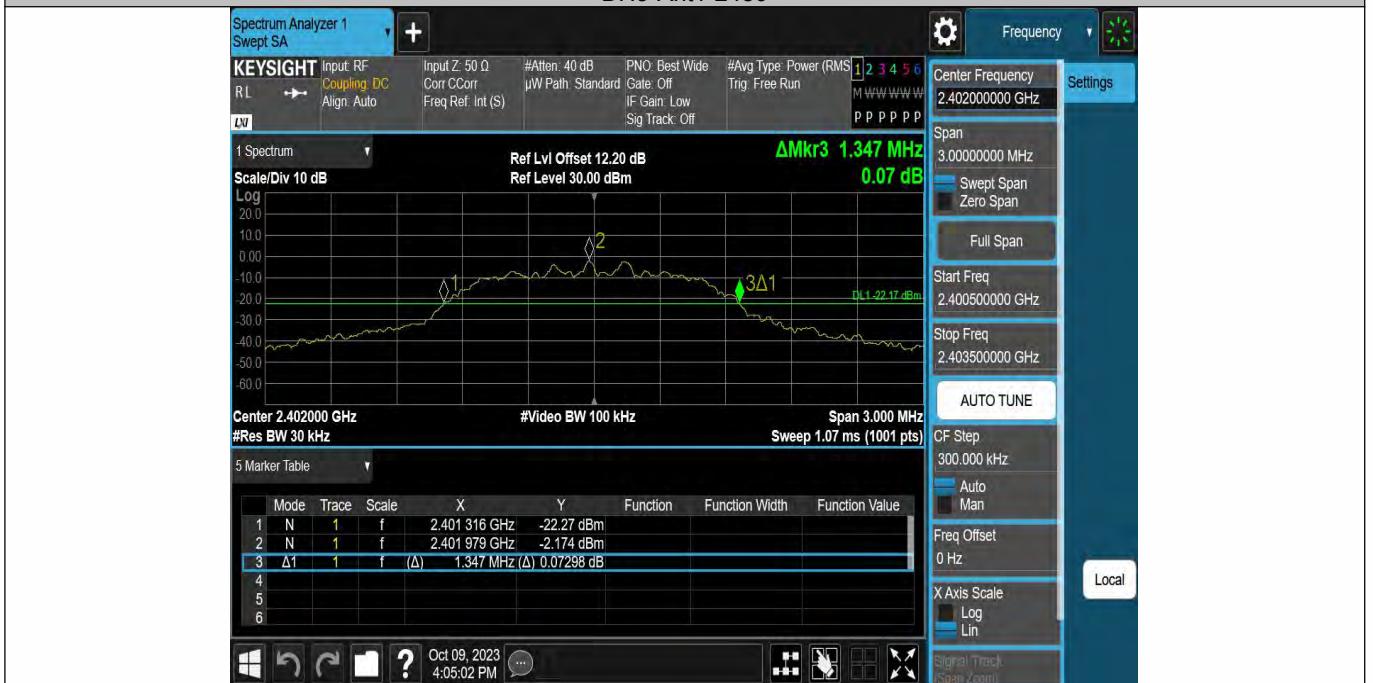 Spectrum Analyzer 1
Swept SA
Frequency
KEYSIGHT
RL
LXI
Input: RF
Coupling: DC
Align: Auto
Input Z: 50 Ω
Corr CCorr
Freq Ref: Int (S)
#Atten: 40 dB
µW Path: Standard
PNO: Best Wide
Gate: Off
IF Gain: Low
Sig Track: Off
#Avg Type: Power (RMS
Trig: Free Run
1 2 3 4 5 6
M W W W W W
P P P P P P
1 Spectrum
Scale/Div 10 dB
Ref Lvl Offset 12.20 dB
Ref Level 30.00 dBm
ΔMkr3 1.347 MHz
0.07 dB
Log
20.0
10.0
0.00
-10.0
-20.0
-30.0
-40.0
-50.0
-60.0
1
2
3Δ1
DL1 -22.17 dBm
Center 2.402000 GHz
#Res BW 30 kHz
#Video BW 100 kHz
Span 3.000 MHz
Sweep 1.07 ms (1001 pts)
5 Marker Table
Mode Trace Scale X Y Function Function Width Function Value
1 N 1 f 2.401 316 GHz -22.27 dBm
2 N 1 f 2.401 979 GHz -2.174 dBm
3 Δ1 1 f (Δ) 1.347 MHz (Δ) 0.07298 dB
4
5
6
Oct 09, 2023
4:05:02 PM
Center Frequency
2.402000000 GHz
Settings
Span
3.00000000 MHz
Swept Span
Zero Span
Full Span
Start Freq
2.400500000 GHz
Stop Freq
2.403500000 GHz
AUTO TUNE
CF Step
300.000 kHz
Auto
Man
Freq Offset
0 Hz
X Axis Scale
Log
Lin
Signal Track
(Span Zoom)
Local